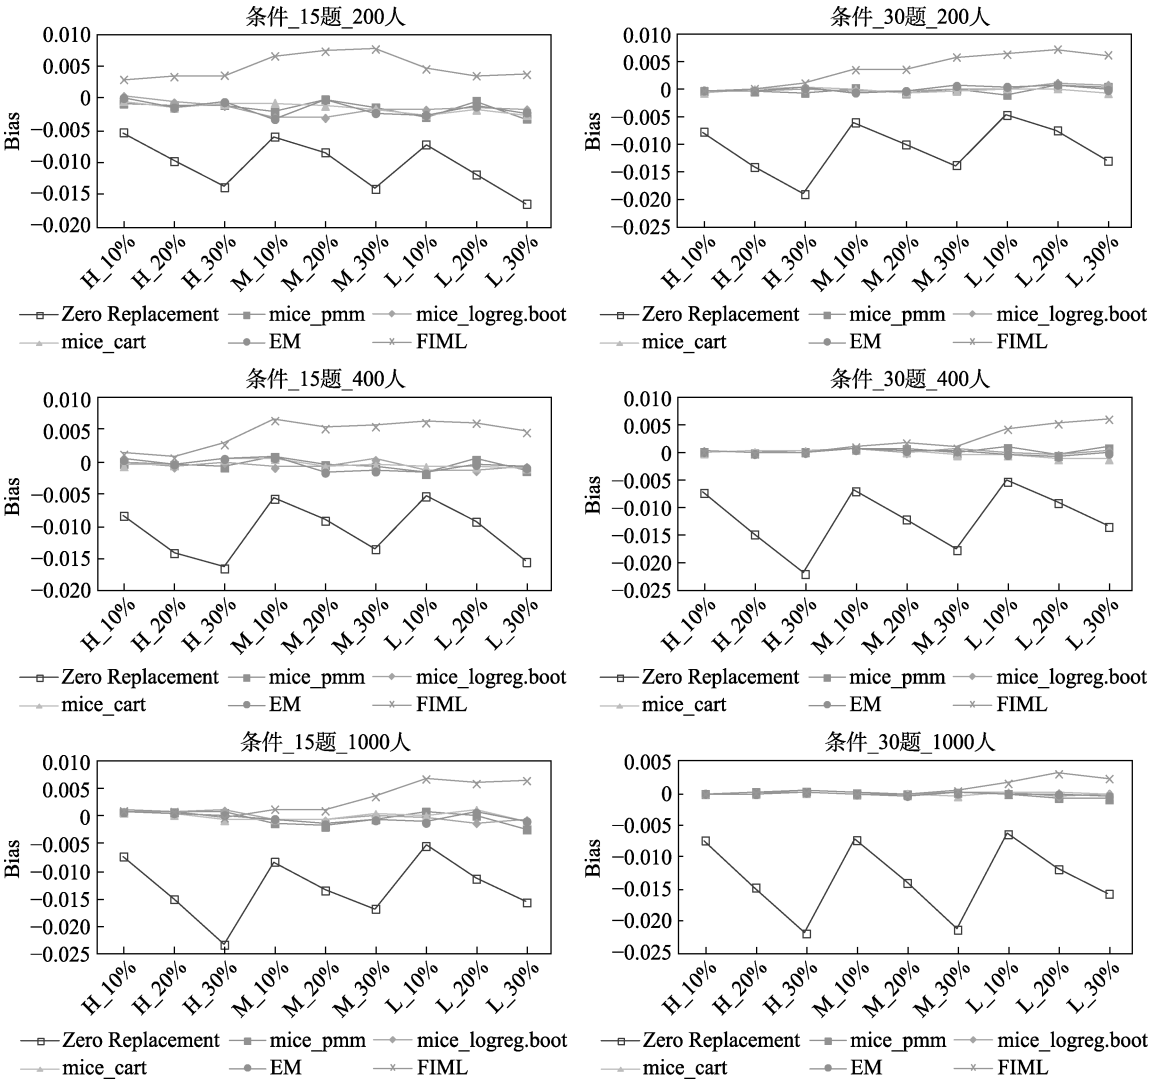 条件_15题_200人
0.010
0.005
0
−0.005
−0.010
−0.015
−0.020
Bias
H_10% H_20% H_30% M_10% M_20% M_30% L_10% L_20% L_30%
Zero Replacement mice_pmm mice_logreg.boot
mice_cart EM FIML
条件_30题_200人
0.010
0.005
0
−0.005
−0.010
−0.015
−0.020
−0.025
Bias
H_10% H_20% H_30% M_10% M_20% M_30% L_10% L_20% L_30%
Zero Replacement mice_pmm mice_logreg.boot
mice_cart EM FIML
条件_15题_400人
0.010
0.005
0
−0.005
−0.010
−0.015
−0.020
Bias
H_10% H_20% H_30% M_10% M_20% M_30% L_10% L_20% L_30%
Zero Replacement mice_pmm mice_logreg.boot
mice_cart EM FIML
条件_30题_400人
0.010
0.005
0
−0.005
−0.010
−0.015
−0.020
−0.025
Bias
H_10% H_20% H_30% M_10% M_20% M_30% L_10% L_20% L_30%
Zero Replacement mice_pmm mice_logreg.boot
mice_cart EM FIML
条件_15题_1000人
0.010
0.005
0
−0.005
−0.010
−0.015
−0.020
−0.025
Bias
H_10% H_20% H_30% M_10% M_20% M_30% L_10% L_20% L_30%
Zero Replacement mice_pmm mice_logreg.boot
mice_cart EM FIML
条件_30题_1000人
0.005
0
−0.005
−0.010
−0.015
−0.020
−0.025
Bias
H_10% H_20% H_30% M_10% M_20% M_30% L_10% L_20% L_30%
Zero Replacement mice_pmm mice_logreg.boot
mice_cart EM FIML